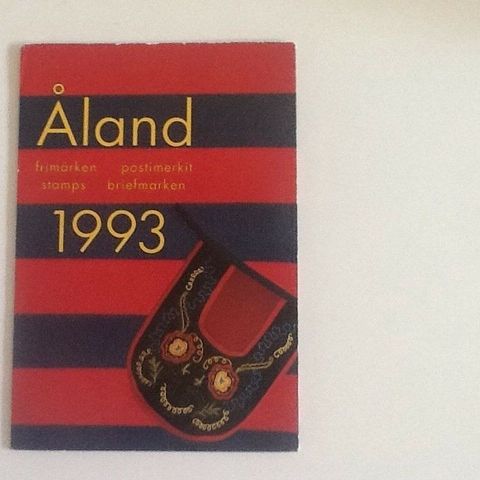 Åland
frimärken postimerkit
stamps briefmarken
1993